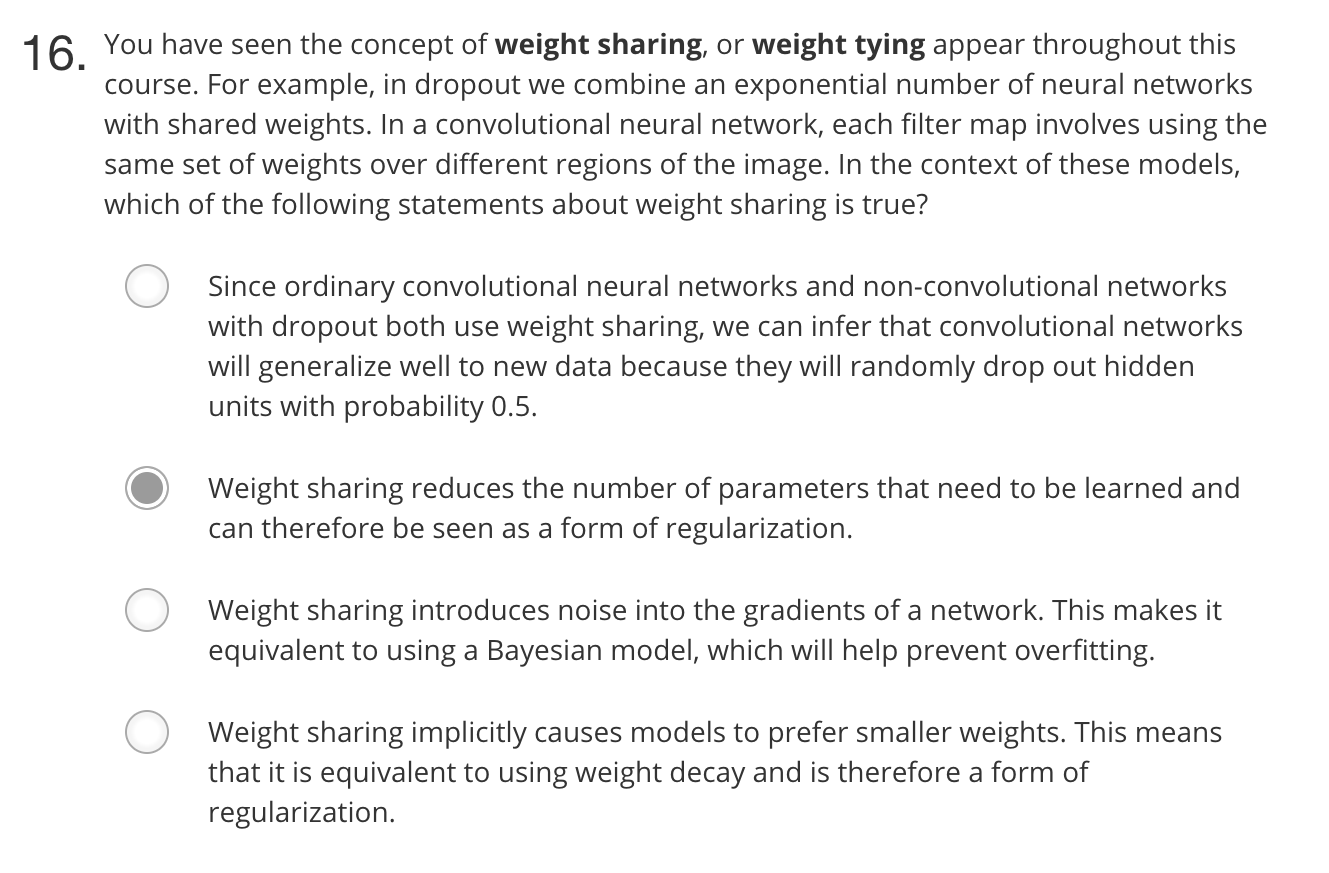 16. You have seen the concept of weight sharing, or weight tying appear throughout this
course. For example, in dropout we combine an exponential number of neural networks
with shared weights. In a convolutional neural network, each filter map involves using the
same set of weights over different regions of the image. In the context of these models,
which of the following statements about weight sharing is true?
Since ordinary convolutional neural networks and non-convolutional networks
with dropout both use weight sharing, we can infer that convolutional networks
will generalize well to new data because they will randomly drop out hidden
units with probability 0.5.
Weight sharing reduces the number of parameters that need to be learned and
can therefore be seen as a form of regularization.
Weight sharing introduces noise into the gradients of a network. This makes it
equivalent to using a Bayesian model, which will help prevent overfitting.
Weight sharing implicitly causes models to prefer smaller weights. This means
that it is equivalent to using weight decay and is therefore a form of
regularization.